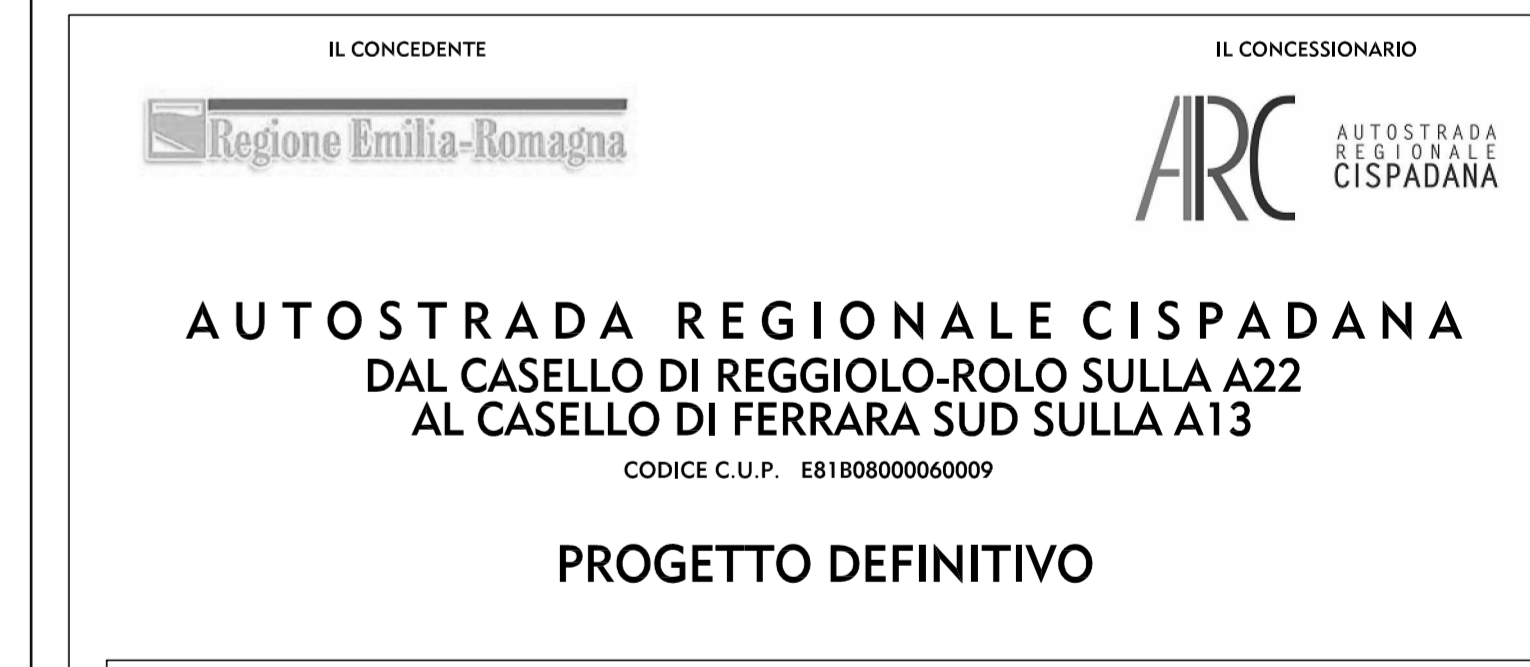 IL CONCEDENTE
Regione Emilia-Romagna
IL CONCESSIONARIO
ARC
AUTOSTRADA
REGIONALE
CISPADANA
AUTOSTRADA REGIONALE CISPADANA
DAL CASELLO DI REGGIOLO-ROLO SULLA A22
AL CASELLO DI FERRARA SUD SULLA A13
CODICE C.U.P. E81B08000060009
PROGETTO DEFINITIVO